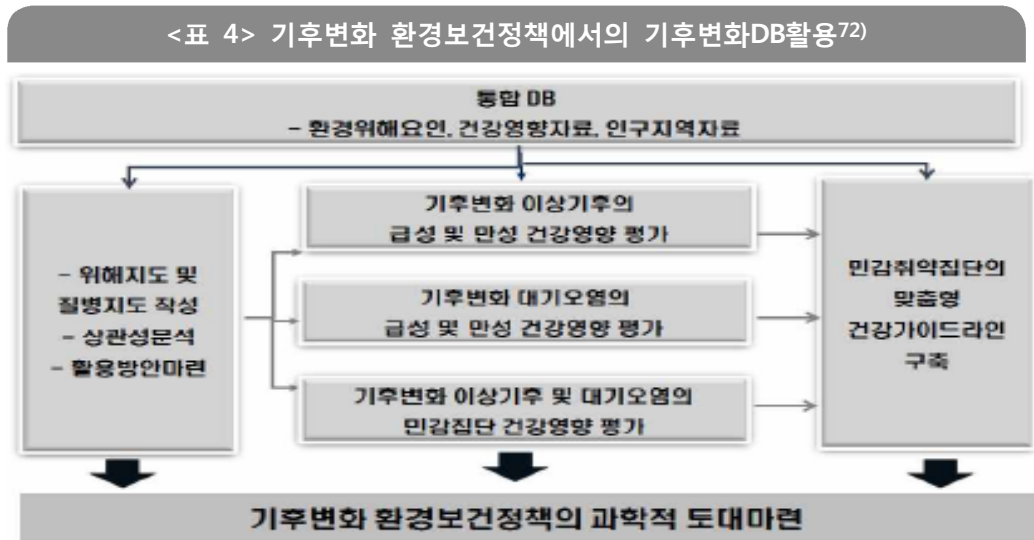 <표 4> 기후변화 환경보건정책에서의 기후변화DB활용72)
통합 DB
- 환경위해요인, 건강영향자료, 인구지역자료
- 위해지도 및
질병지도 작성
- 상관성분석
- 활용방안마련
기후변화 이상기후의
급성 및 만성 건강영향 평가
기후변화 대기오염의
급성 및 만성 건강영향 평가
기후변화 이상기후 및 대기오염의
민감집단 건강영향 평가
민감취약집단의
맞춤형
건강가이드라인
구축
기후변화 환경보건정책의 과학적 토대마련